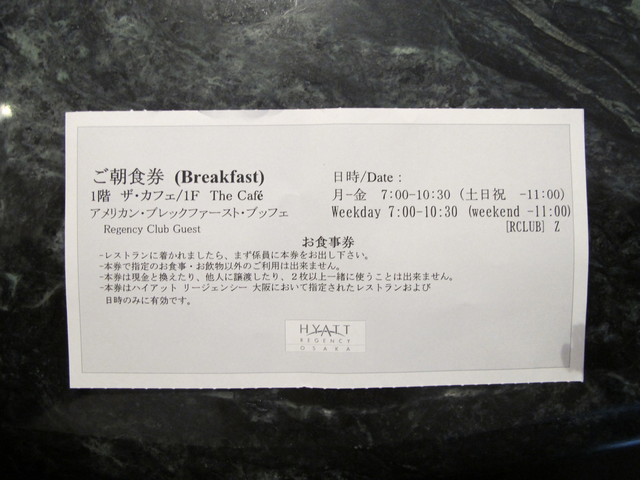 ご朝食券 (Breakfast)
1階 ザ・カフェ/1F The Café
アメリカン・ブレックファースト・ブッフェ
Regency Club Guest
日時/Date :
月-金 7:00-10:30 (土日祝 -11:00)
Weekday 7:00-10:30 (weekend -11:00)
[RCLUB] Z
お食事券
-レストランに着かれましたら、まず係員に本券をお出し下さい。
-本券で指定のお食事・お飲物以外のご利用は出来ません。
-本券は現金と換えたり、他人に譲渡したり、２枚以上一緒に使うことは出来ません。
-本券はハイアット リージェンシー 大阪において指定されたレストランおよび
日時のみに有効です。
HYATT
REGENCY
OSAKA